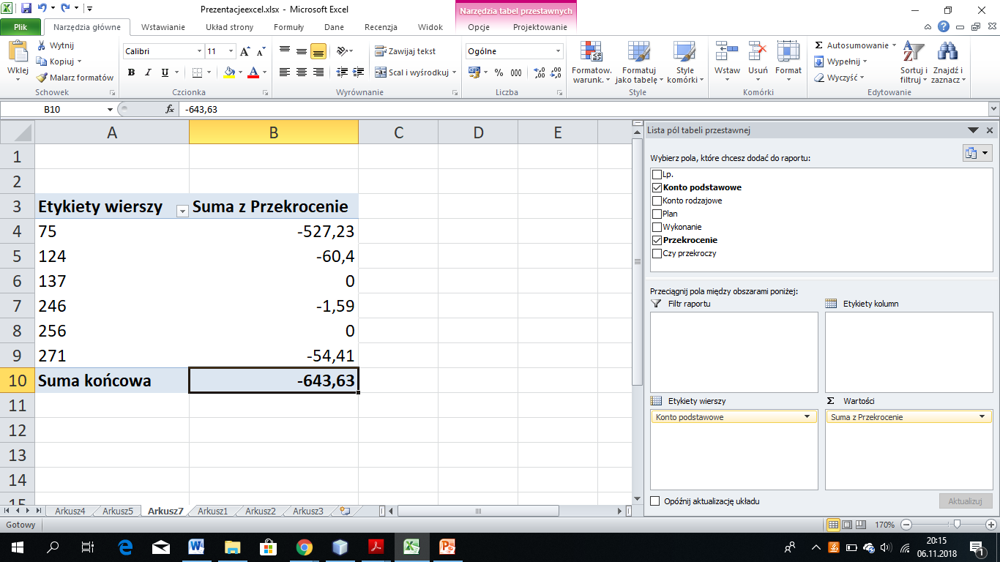 Prezentacjeexcel.xlsx - Microsoft Excel
Narzędzia tabel przestawnych
Plik Narzędzia główne Wstawianie Układ strony Formuły Dane Recenzja Widok Opcje Projektowanie
Wklej
Wytnij
Kopiuj
Malarz formatów
Schowek
Calibri 11
B I U
Czcionka
Zawijaj tekst
Scal i wyśrodkuj
Wyrównanie
Ogólne
% 000
Liczba
Formatow. warunk.
Formatuj jako tabelę
Style komórki
Style
Wstaw Usuń Format
Komórki
Σ Autosumowanie
Wypełnij
Wyczyść
Sortuj i filtruj
Znajdź i zaznacz
Edytowanie
B10 fx -643,63
A B C D E
1
2
3 Etykiety wierszy Suma z Przekrocenie
4 75 -527,23
5 124 -60,4
6 137 0
7 246 -1,59
8 256 0
9 271 -54,41
10 Suma końcowa -643,63
11
12
13
14
15
Lista pól tabeli przestawnej
Wybierz pola, które chcesz dodać do raportu:
Lp.
Konto podstawowe
Konto rodzajowe
Plan
Wykonanie
Przekrocenie
Czy przekroczy
Przeciągnij pola między obszarami poniżej:
Filtr raportu Etykiety kolumn
Etykiety wierszy Σ Wartości
Konto podstawowe Suma z Przekrocenie
Opóźnij aktualizację układu Aktualizuj
Arkusz4 Arkusz5 Arkusz7 Arkusz1 Arkusz2 Arkusz3
Gotowy 170%
20:15
06.11.2018
1